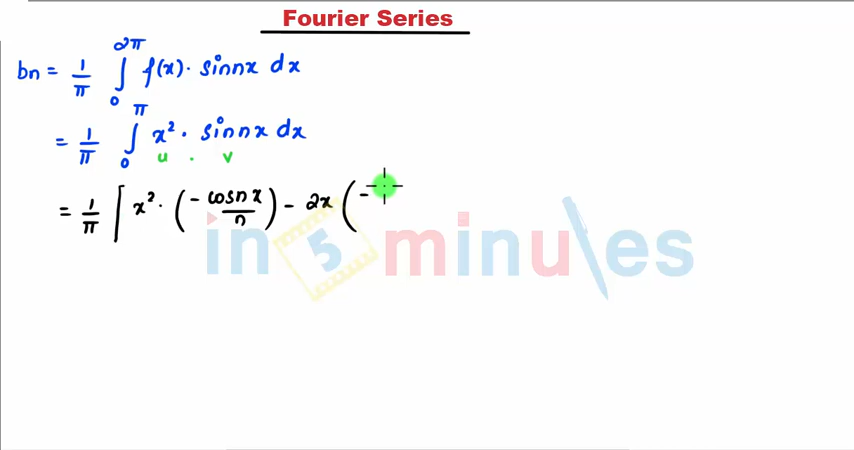 Fourier Series
bn = 1/π ∫₀^2π f(x) · sinnx dx
= 1/π ∫₀^π x² · sinnx dx
u · v
= 1/π [ x² · (- cosnx/n) - 2x (-
in 5 minutes